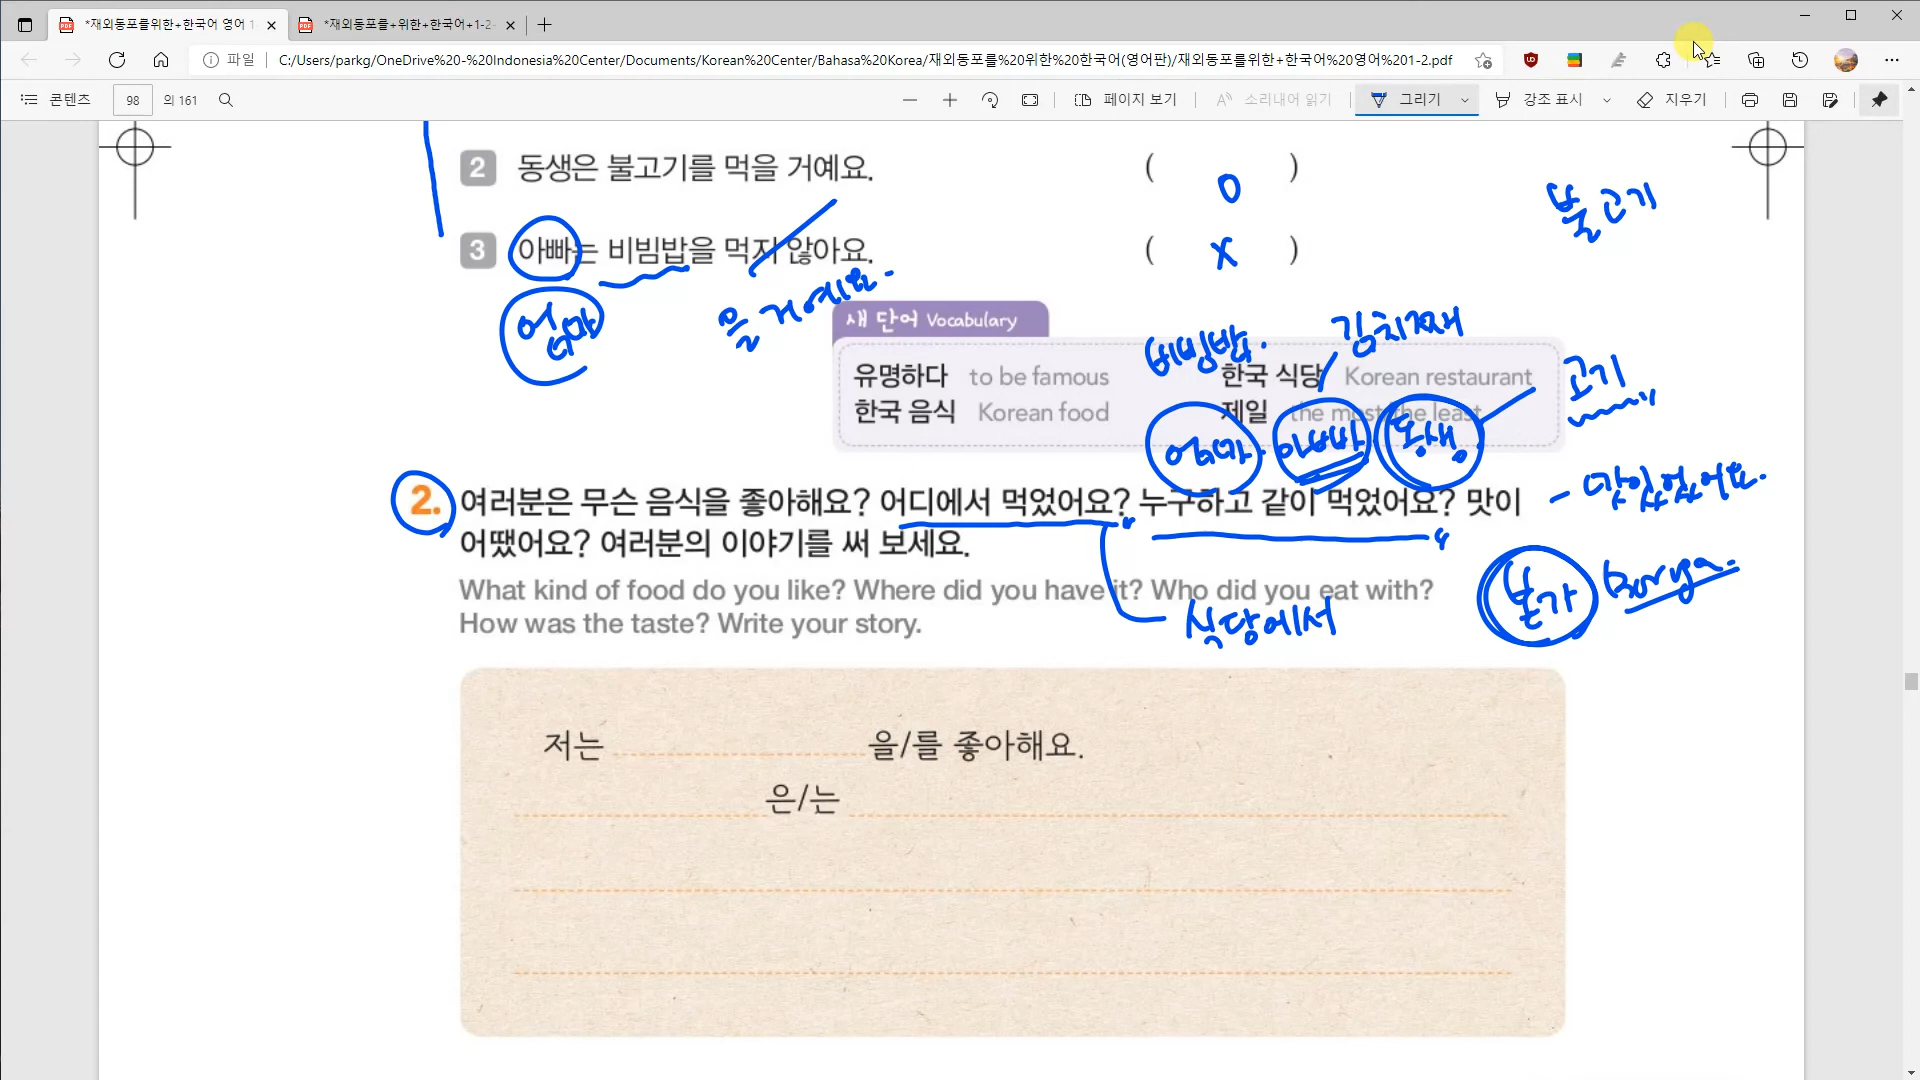 *재외동포를위한+한국어 영어 1
*재외동포를+위한+한국어+1-2-
파일 C:/Users/parkg/OneDrive%20-%20Indonesia%20Center/Documents/Korean%20Center/Bahasa%20Korea/재외동포를%20위한%20한국어(영어판)/재외동포를위한+한국어%20영어%201-2.pdf
콘텐츠 98 의 161 페이지 보기 소리내어 읽기 그리기 강조 표시 지우기
2 동생은 불고기를 먹을 거예요. ( O )
불고기
3 아빠는 비빔밥을 먹지 않아요. ( X )
엄마
을 거예요.
새 단어 Vocabulary
비빔밥. 김치찌개
유명하다 to be famous 한국 식당 Korean restaurant
고기
한국 음식 Korean food 제일 the most the least
엄마 아빠 동생
맛있었어요.
2. 여러분은 무슨 음식을 좋아해요? 어디에서 먹었어요? 누구하고 같이 먹었어요? 맛이
어땠어요? 여러분의 이야기를 써 보세요.
What kind of food do you like? Where did you have it? Who did you eat with?
본가 Bornga.
How was the taste? Write your story.
식당에서
저는 을/를 좋아해요.
은/는